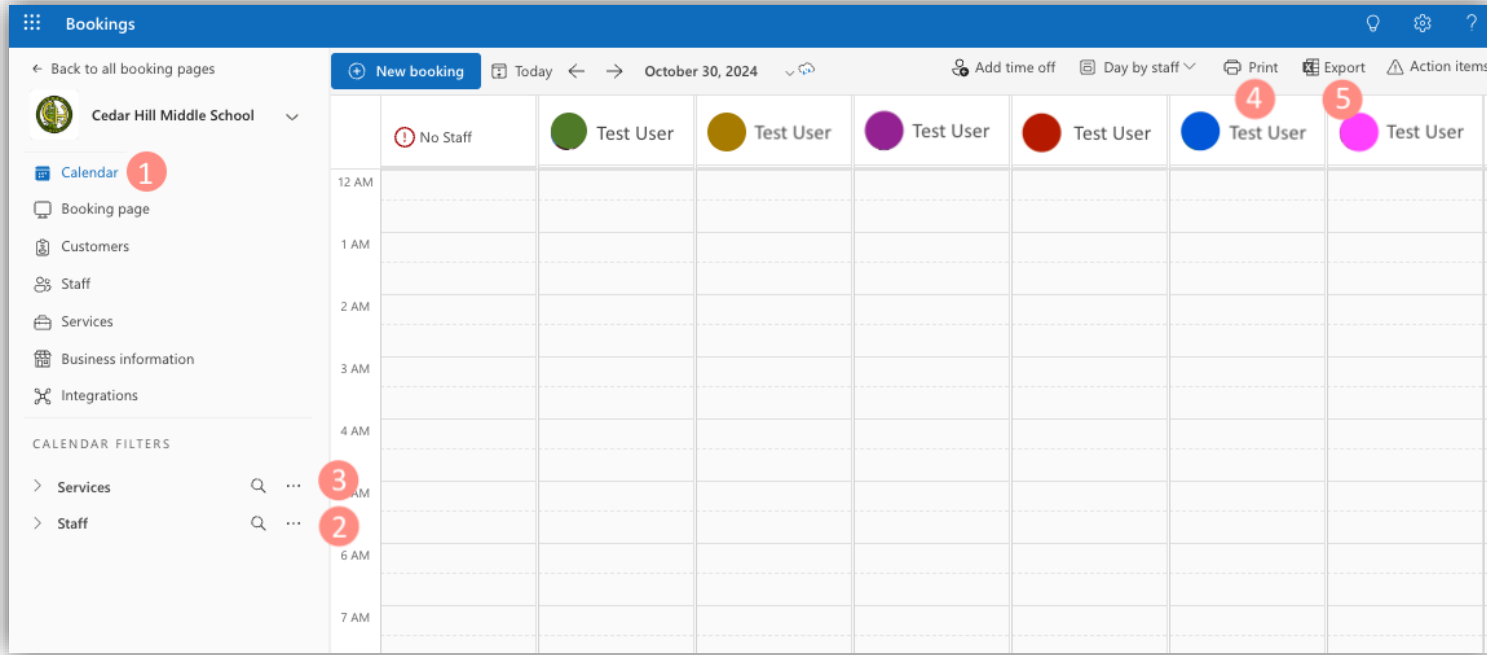 Bookings
?
← Back to all booking pages
Cedar Hill Middle School
Calendar 1
Booking page
Customers
Staff
Services
Business information
Integrations
CALENDAR FILTERS
Services ... 3
Staff ... 2
New booking Today ← → October 30, 2024 Add time off Day by staff Print Export Action items
4 5
No Staff Test User Test User Test User Test User Test User Test User
12 AM
1 AM
2 AM
3 AM
4 AM
AM
6 AM
7 AM